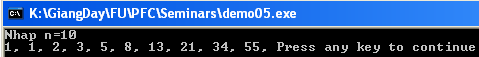 K:\GiangDay\FU\PFC\Seminars\demo05.exe
Nhap n=10
1, 1, 2, 3, 5, 8, 13, 21, 34, 55, Press any key to continue